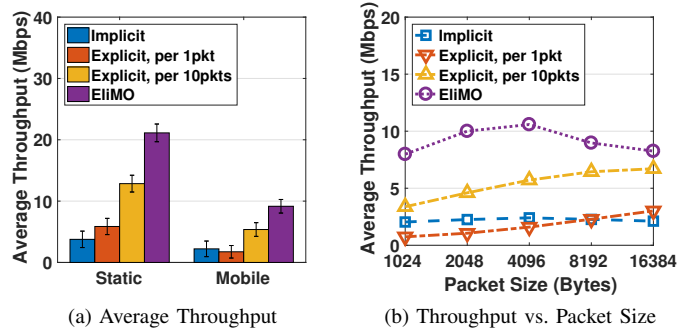 40
30
20
10
0
Average Throughput (Mbps)
Implicit
Explicit, per 1pkt
Explicit, per 10pkts
EliMO
Static
Mobile
(a) Average Throughput
20
15
10
5
0
Average Throughput (Mbps)
Implicit
Explicit, per 1pkt
Explicit, per 10pkts
EliMO
1024
2048
4096
8192
16384
Packet Size (Bytes)
(b) Throughput vs. Packet Size